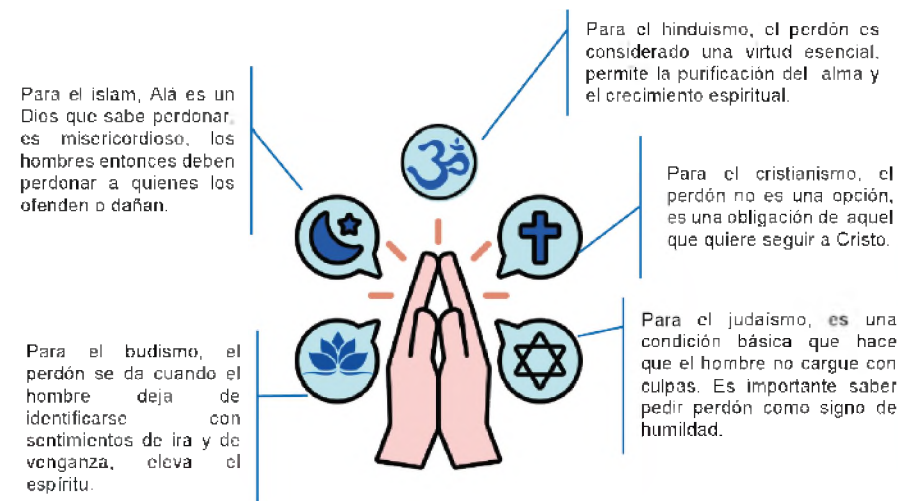 Para el hinduismo, el perdón es
considerado una virtud esencial,
permite la purificación del alma y
el crecimiento espiritual.
Para el islam, Alá es un
Dios que sabe perdonar,
es misericordioso, los
hombres entonces deben
perdonar a quienes los
ofenden o dañan.
Para el cristianismo, el
perdón no es una opción,
es una obligación de aquel
que quiere seguir a Cristo.
Para el judaísmo, es una
condición básica que hace
que el hombre no cargue con
culpas. Es importante saber
pedir perdón como signo de
humildad.
Para el budismo, el
perdón se da cuando el
hombre deja de
identificarse con
sentimientos de ira y de
venganza, eleva el
espíritu.
ॐ